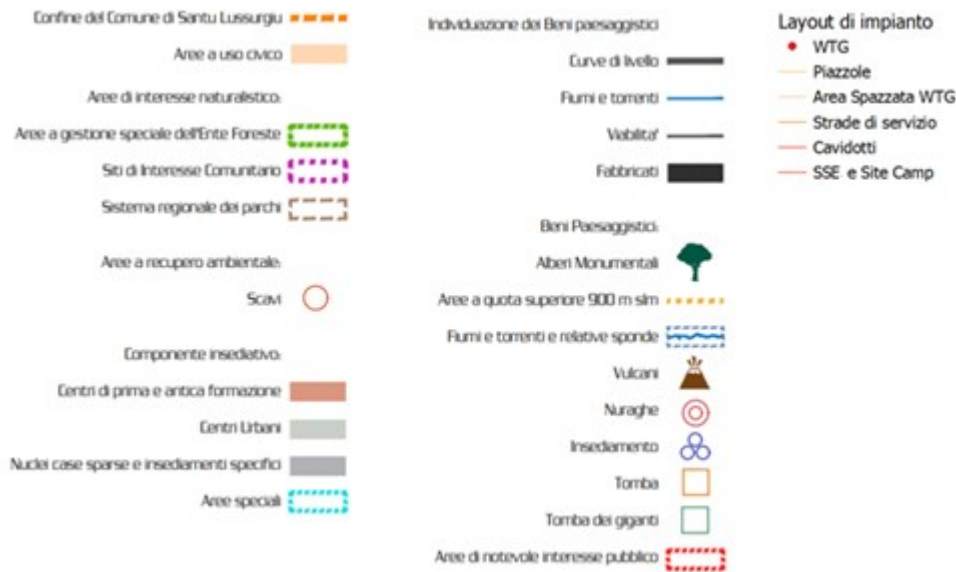 Confine del Comune di Santu Lussurgiu
Aree a uso civico
Aree di interesse naturalistico:
Aree a gestione speciale dell'Ente Foreste
Siti di Interesse Comunitario
Sistema regionale dei parchi
Aree a recupero ambientale:
Scavi
Componente insediativo:
Centri di prima e antica formazione
Centri Urbani
Nuclei case sparse e insediamenti specifici
Aree speciali
Individuazione dei Beni paesaggistici
Curve di livello
Fiumi e torrenti
Viabilita'
Fabbricati
Beni Paesaggistici:
Alberi Monumentali
Aree a quota superiore 900 m slm
Fiumi e torrenti e relative sponde
Vulcani
Nuraghe
Insediamento
Tomba
Tomba dei giganti
Aree di notevole interesse pubblico
Layout di impianto
WTG
Piazzole
Area Spazzata WTG
Strade di servizio
Cavidotti
SSE e Site Camp